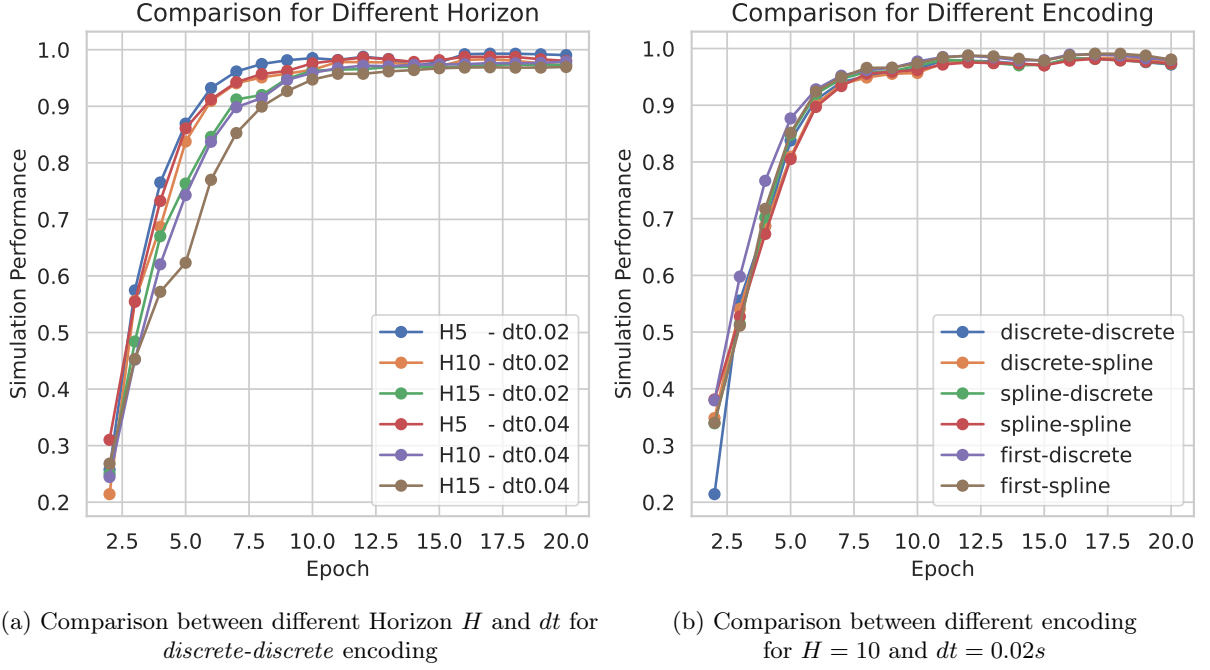 Comparison for Different Horizon
Simulation Performance
1.0
0.9
0.8
0.7
0.6
0.5
0.4
0.3
0.2
H5 - dt0.02
H10 - dt0.02
H15 - dt0.02
H5 - dt0.04
H10 - dt0.04
H15 - dt0.04
2.5 5.0 7.5 10.0 12.5 15.0 17.5 20.0
Epoch
(a) Comparison between different Horizon H and dt for
discrete-discrete encoding
Comparison for Different Encoding
Simulation Performance
1.0
0.9
0.8
0.7
0.6
0.5
0.4
0.3
0.2
discrete-discrete
discrete-spline
spline-discrete
spline-spline
first-discrete
first-spline
2.5 5.0 7.5 10.0 12.5 15.0 17.5 20.0
Epoch
(b) Comparison between different encoding
for H = 10 and dt = 0.02s